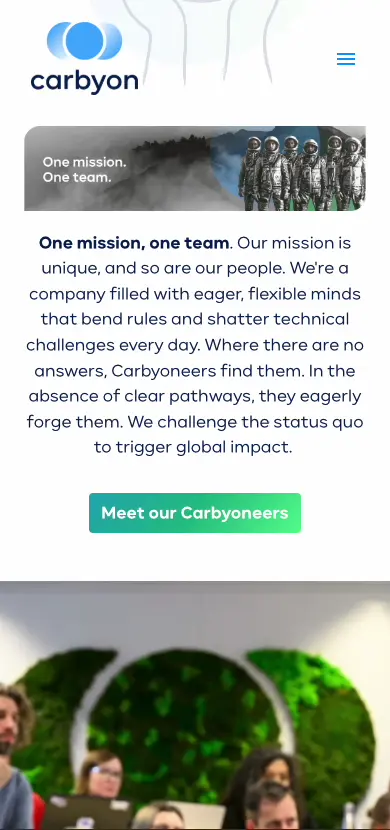 carbyon
One mission.
One team.
One mission, one team. Our mission is
unique, and so are our people. We're a
company filled with eager, flexible minds
that bend rules and shatter technical
challenges every day. Where there are no
answers, Carbyoneers find them. In the
absence of clear pathways, they eagerly
forge them. We challenge the status quo
to trigger global impact.
Meet our Carbyoneers